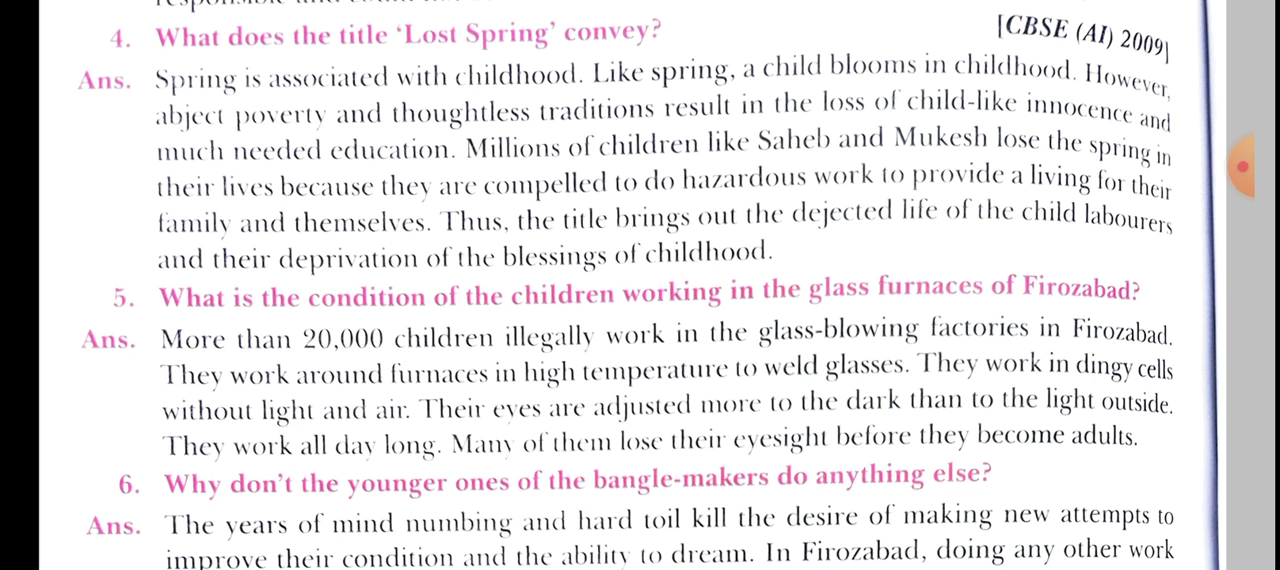 4. What does the title ‘Lost Spring’ convey? [CBSE (AI) 2009]
Ans. Spring is associated with childhood. Like spring, a child blooms in childhood. However,
abject poverty and thoughtless traditions result in the loss of child-like innocence and
much needed education. Millions of children like Saheb and Mukesh lose the spring in
their lives because they are compelled to do hazardous work to provide a living for their
family and themselves. Thus, the title brings out the dejected life of the child labourers
and their deprivation of the blessings of childhood.
5. What is the condition of the children working in the glass furnaces of Firozabad?
Ans. More than 20,000 children illegally work in the glass-blowing factories in Firozabad.
They work around furnaces in high temperature to weld glasses. They work in dingy cells
without light and air. Their eyes are adjusted more to the dark than to the light outside.
They work all day long. Many of them lose their eyesight before they become adults.
6. Why don’t the younger ones of the bangle-makers do anything else?
Ans. The years of mind numbing and hard toil kill the desire of making new attempts to
improve their condition and the ability to dream. In Firozabad, doing any other work